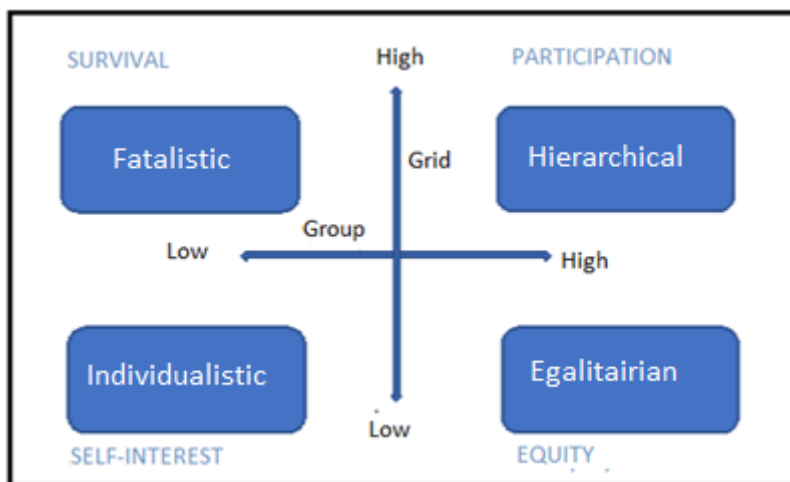 SURVIVAL
High
PARTICIPATION
Fatalistic
Grid
Hierarchical
Group
Low
High
Individualistic
Egalitairian
Low
SELF-INTEREST
EQUITY